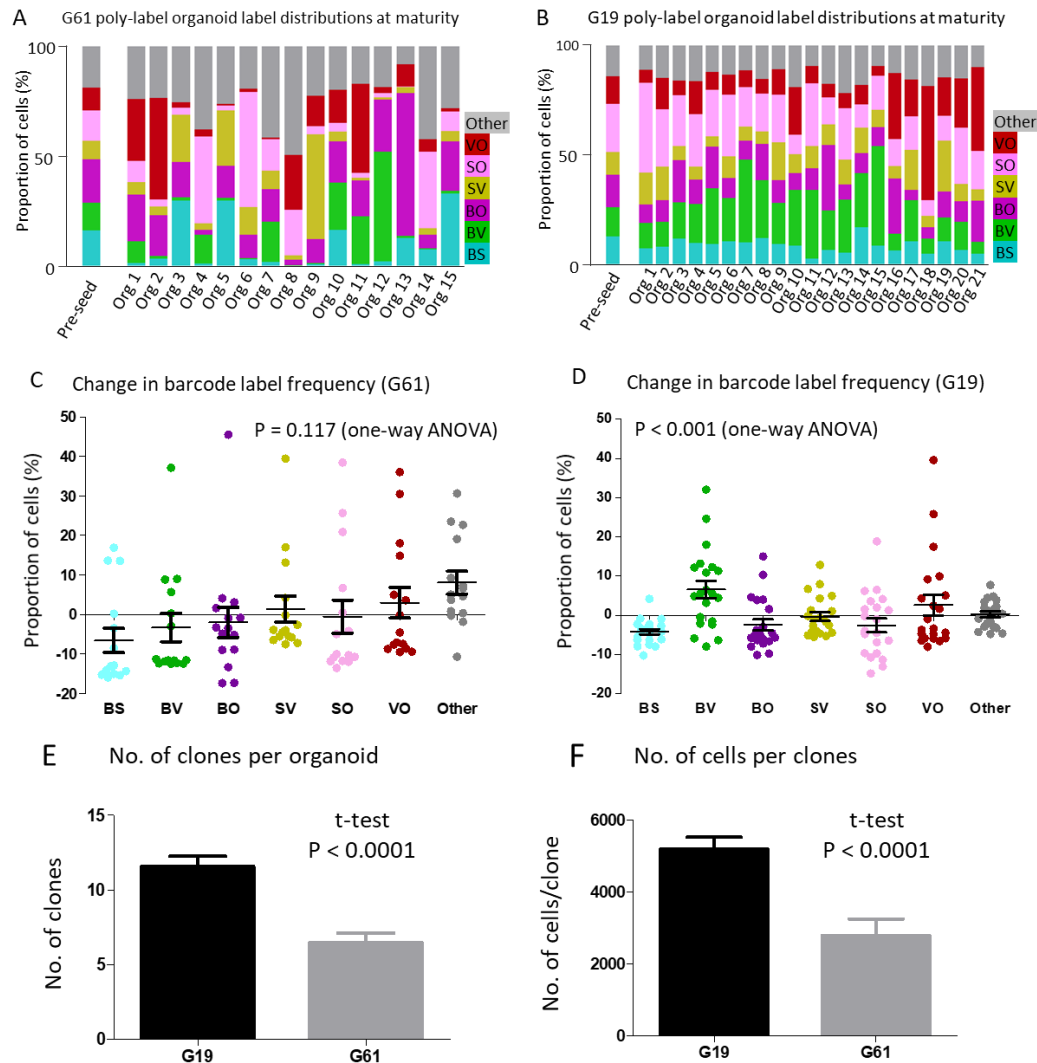 A
G61 poly-label organoid label distributions at maturity
Proportion of cells (%)
100
50
0
Pre-seed
Org 1
Org 2
Org 3
Org 4
Org 5
Org 6
Org 7
Org 8
Org 9
Org 10
Org 11
Org 12
Org 13
Org 14
Org 15
Other
VO
SO
SV
BO
BV
BS
B
G19 poly-label organoid label distributions at maturity
Proportion of cells (%)
100
50
0
Pre-seed
Org 1
Org 2
Org 3
Org 4
Org 5
Org 6
Org 7
Org 8
Org 9
Org 10
Org 11
Org 12
Org 13
Org 14
Org 15
Org 16
Org 17
Org 18
Org 19
Org 20
Org 21
Other
VO
SO
SV
BO
BV
BS
C
Change in barcode label frequency (G61)
P = 0.117 (one-way ANOVA)
Proportion of cells (%)
50
40
30
20
10
0
-10
-20
BS BV BO SV SO VO Other
D
Change in barcode label frequency (G19)
P < 0.001 (one-way ANOVA)
Proportion of cells (%)
50
40
30
20
10
0
-10
-20
BS BV BO SV SO VO Other
E
No. of clones per organoid
t-test
P < 0.0001
No. of clones
15
10
5
0
G19 G61
F
No. of cells per clones
t-test
P < 0.0001
No. of cells/clone
6000
4000
2000
0
G19 G61